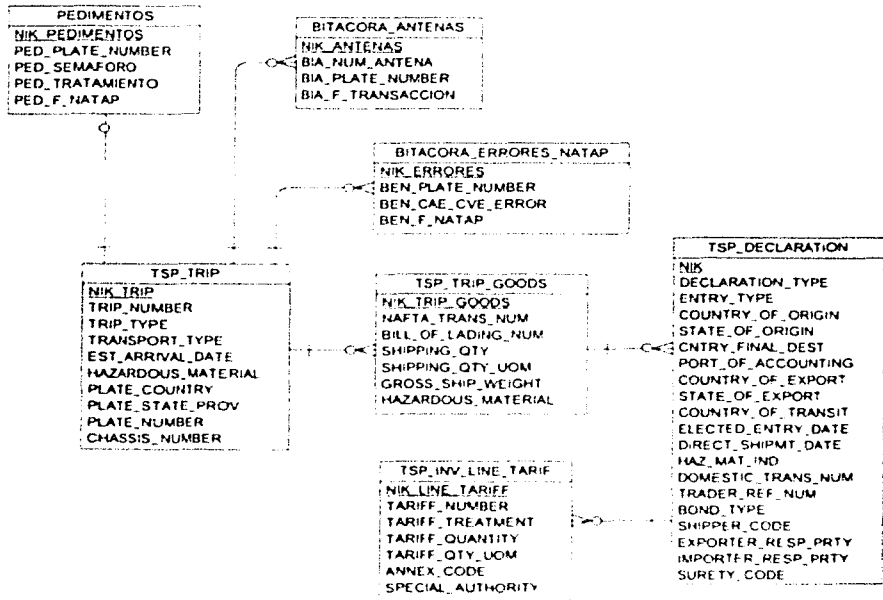 PEDIMENTOS
NIK_PEDIMENTOS
PED_PLATE_NUMBER
PED_SEMAFORO
PED_TRATAMIENTO
PED_F_NATAP
BITACORA_ANTENAS
NIK_ANTENAS
BIA_NUM_ANTENA
BIA_PLATE_NUMBER
BIA_F_TRANSACCION
BITACORA_ERRORES_NATAP
NIK_ERRORES
BEN_PLATE_NUMBER
BEN_CAE_CVE_ERROR
BEN_F_NATAP
TSP_TRIP
NIK_TRIP
TRIP_NUMBER
TRIP_TYPE
TRANSPORT_TYPE
EST_ARRIVAL_DATE
HAZARDOUS_MATERIAL
PLATE_COUNTRY
PLATE_STATE_PROV
PLATE_NUMBER
CHASSIS_NUMBER
TSP_TRIP_GOODS
NIK_TRIP_GOODS
NAFTA_TRANS_NUM
BILL_OF_LADING_NUM
SHIPPING_QTY
SHIPPING_QTY_UOM
GROSS_SHIP_WEIGHT
HAZARDOUS_MATERIAL
TSP_DECLARATION
NIK
DECLARATION_TYPE
ENTRY_TYPE
COUNTRY_OF_ORIGIN
STATE_OF_ORIGIN
CNTRY_FINAL_DEST
PORT_OF_ACCOUNTING
COUNTRY_OF_EXPORT
STATE_OF_EXPORT
COUNTRY_OF_TRANSIT
ELECTED_ENTRY_DATE
DIRECT_SHIPMT_DATE
HAZ_MAT_IND
DOMESTIC_TRANS_NUM
TRADER_REF_NUM
BOND_TYPE
SHIPPER_CODE
EXPORTER_RESP_PRTY
IMPORTER_RESP_PRTY
SURETY_CODE
TSP_INV_LINE_TARIF
NIK_LINE_TARIFF
TARIFF_NUMBER
TARIFF_TREATMENT
TARIFF_QUANTITY
TARIFF_QTY_UOM
ANNEX_CODE
SPECIAL_AUTHORITY